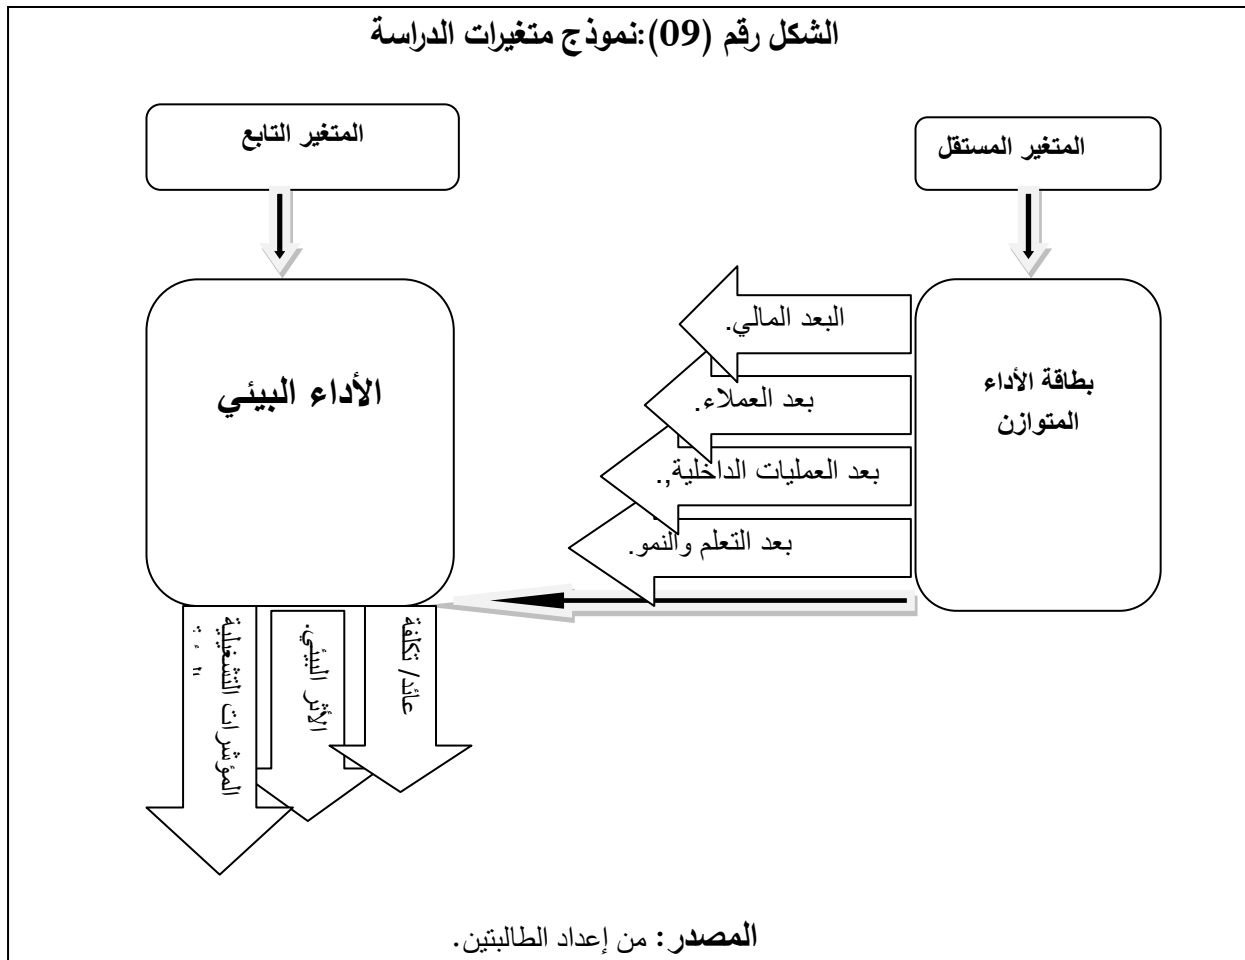 الشكل رقم (09):نموذج متغيرات الدراسة
المتغير المستقل
المتغير التابع
بطاقة الأداء
المتوازن
البعد المالي.
بعد العملاء.
بعد العمليات الداخلية,.
بعد التعلم والنمو.
الأداء البيئي
عائد/ تكلفة
الأثر البيئي.
المؤشرات التشغيلية
المصدر: من إعداد الطالبتين.